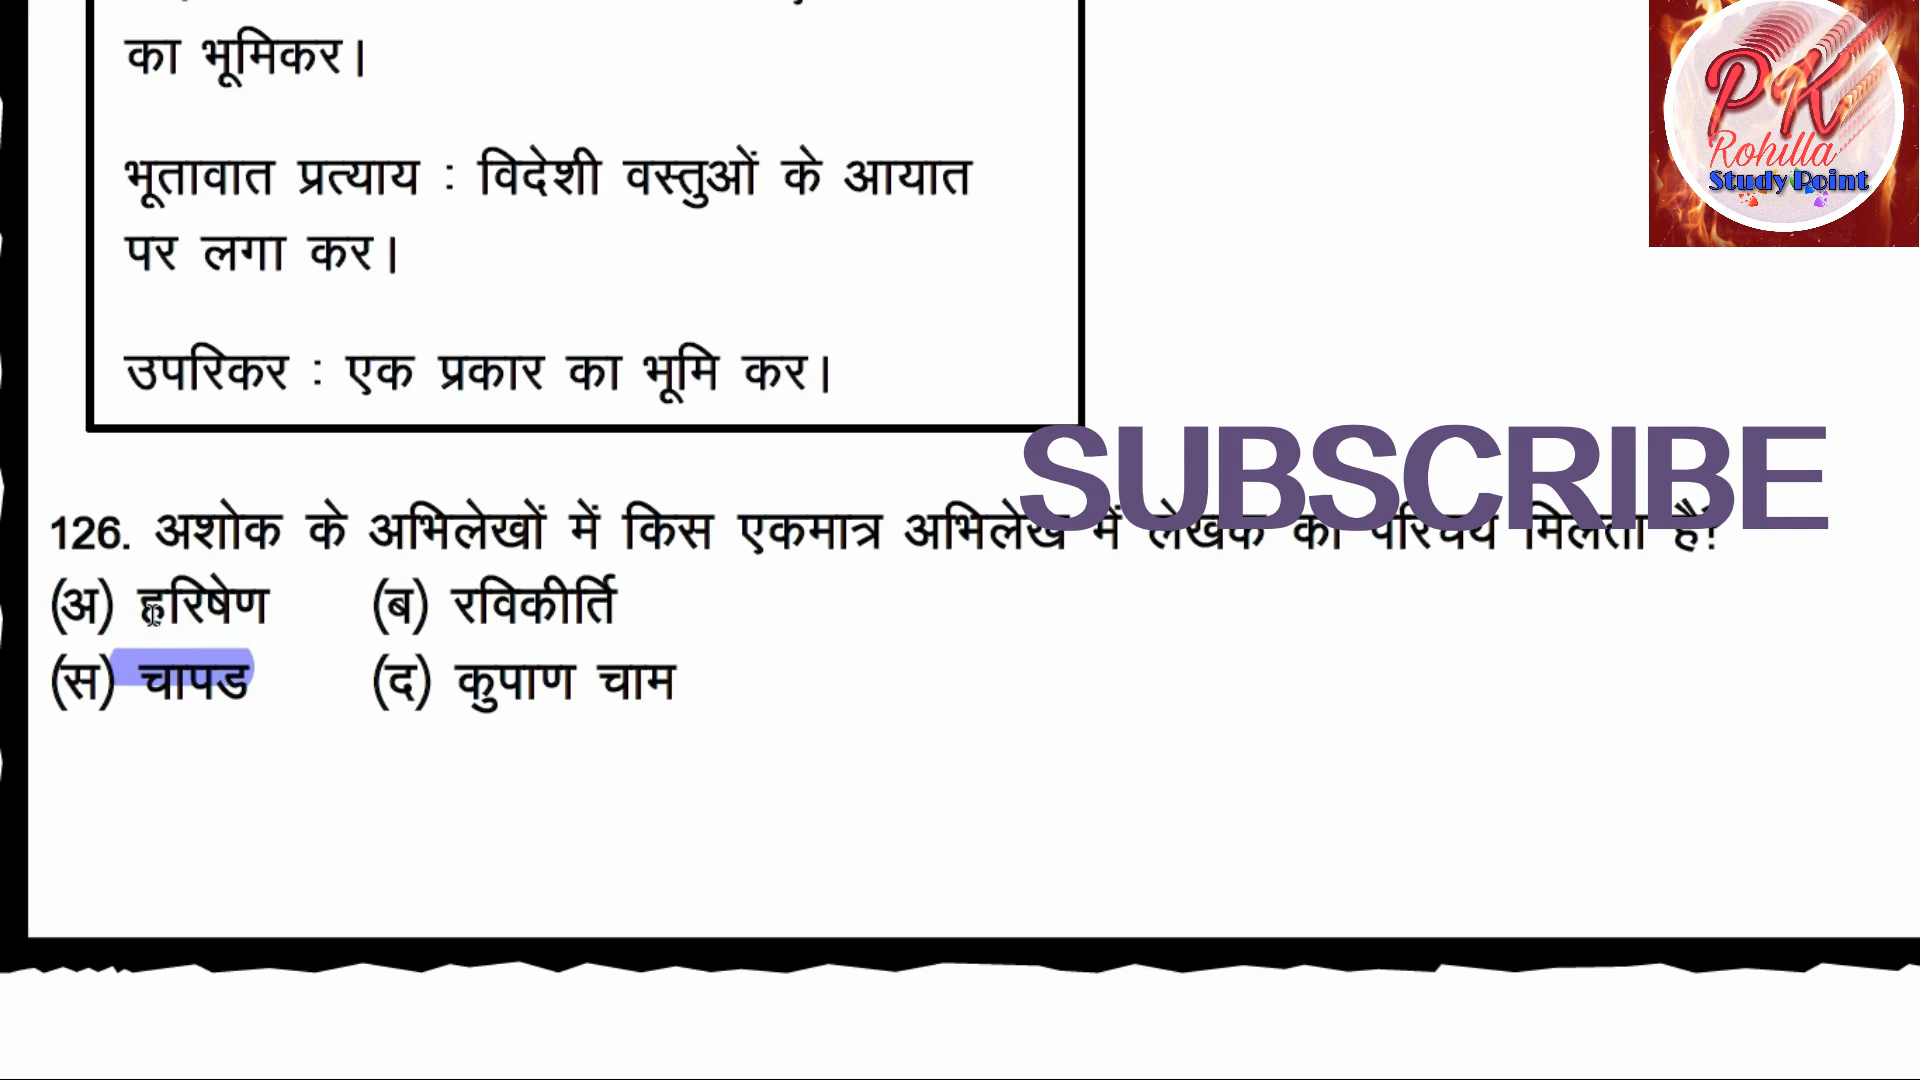 का भूमिकर।
भूतावात प्रत्याय : विदेशी वस्तुओं के आयात
पर लगा कर।
उपरिकर : एक प्रकार का भूमि कर।
PK
Rohilla
Study Point
SUBSCRIBE
126. अशोक के अभिलेखों में किस एकमात्र अभिलेख में लेखक का परिचय मिलता है?
(अ) हरिषेण (ब) रविकीर्ति
(स) चापड (द) कुपाण चाम